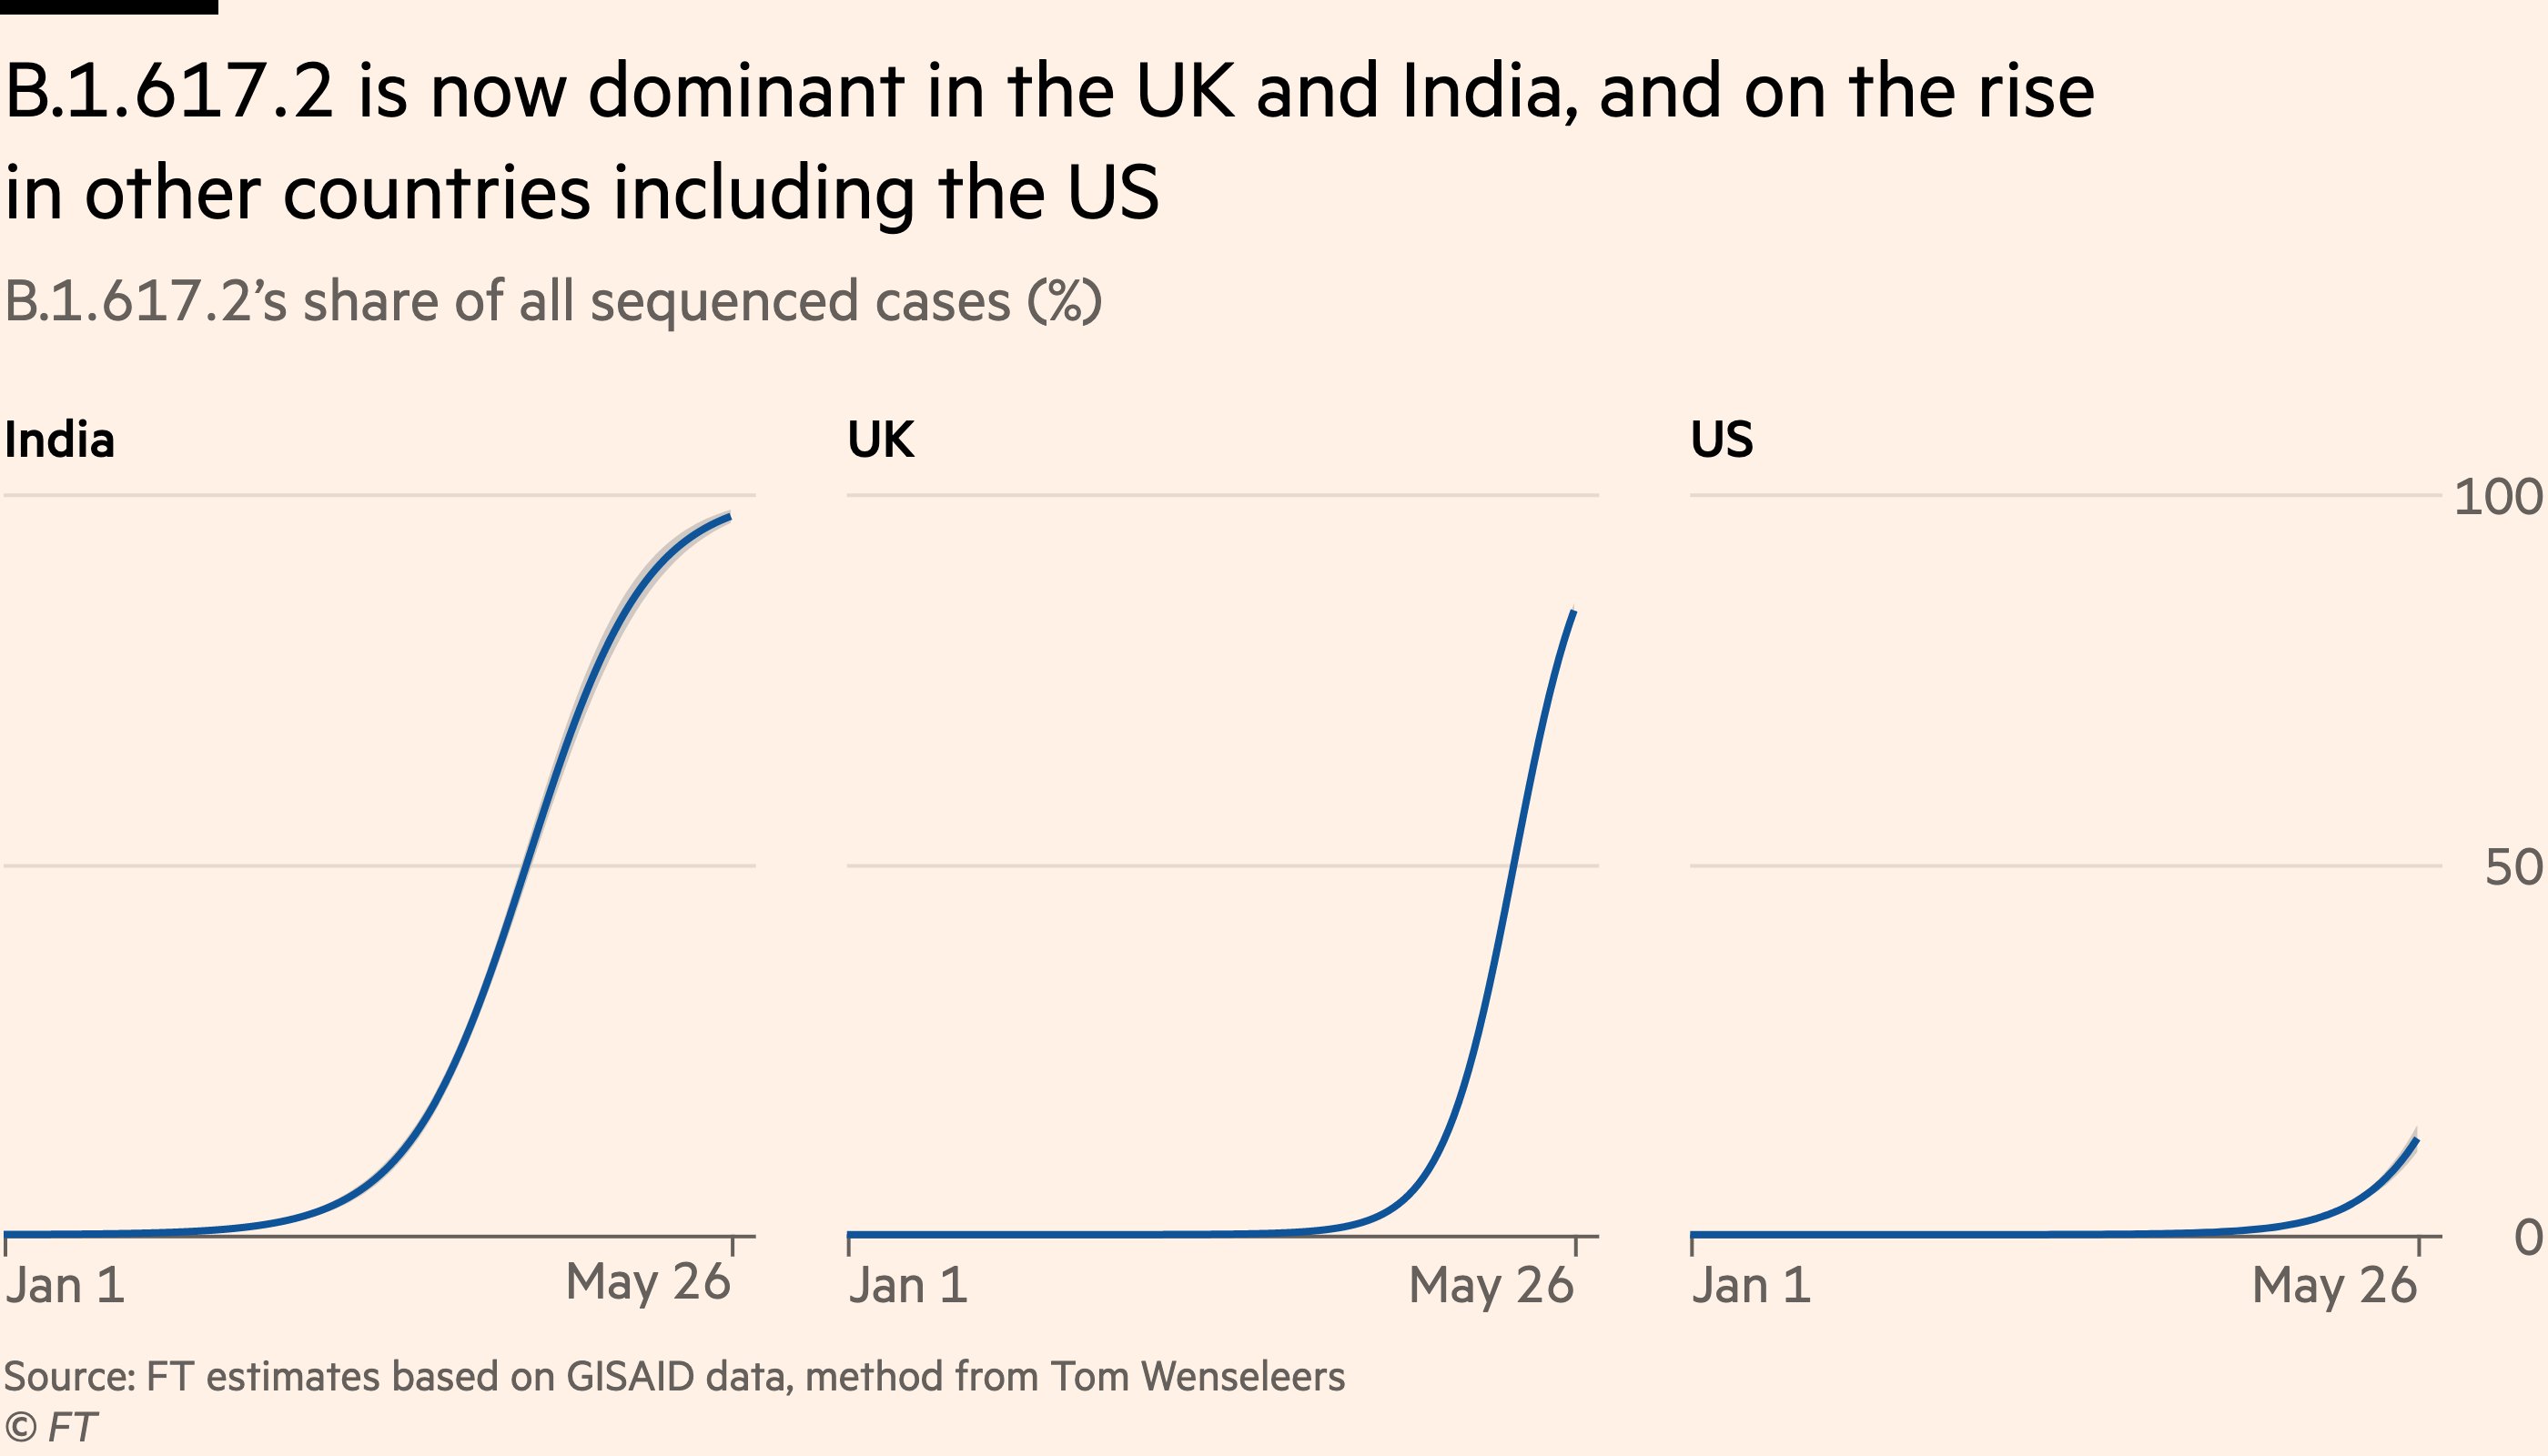 B.1.617.2 is now dominant in the UK and India, and on the rise
in other countries including the US
B.1.617.2’s share of all sequenced cases (%)
India
UK
US
100
50
0
Jan 1
May 26
Jan 1
May 26
Jan 1
May 26
Source: FT estimates based on GISAID data, method from Tom Wenseleers
© FT